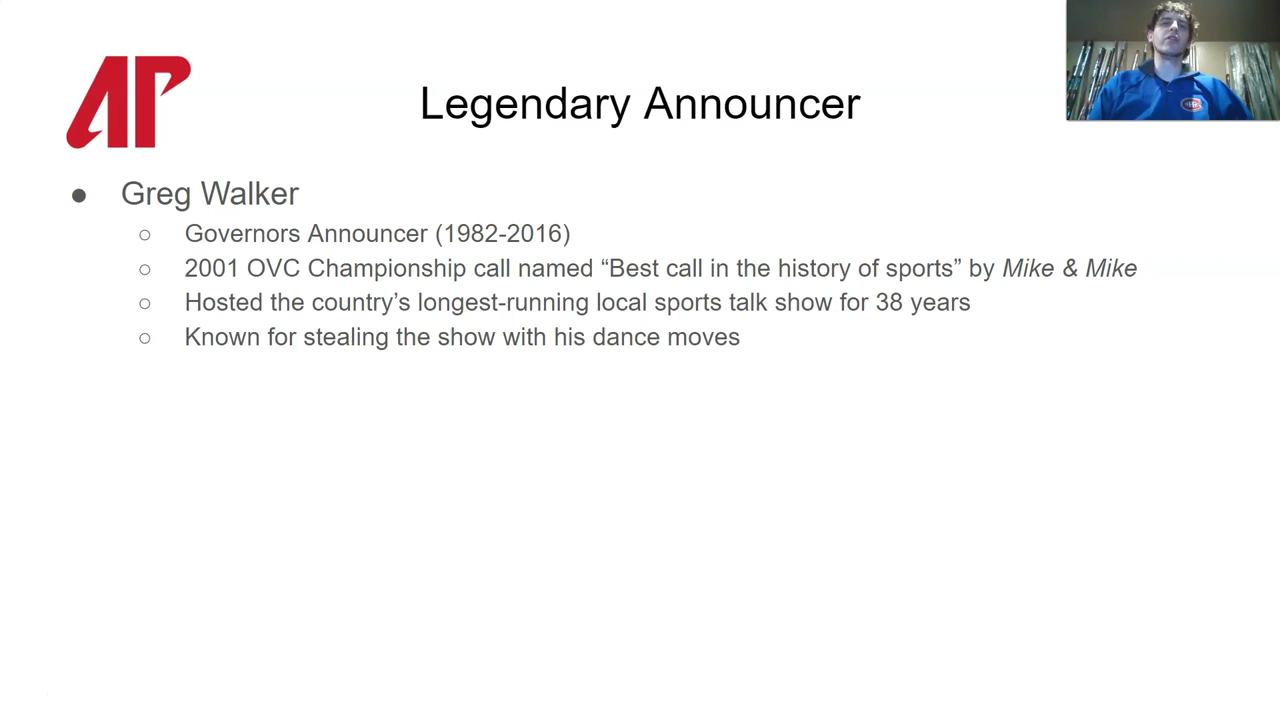 AP
Legendary Announcer
● Greg Walker
○ Governors Announcer (1982-2016)
○ 2001 OVC Championship call named “Best call in the history of sports” by Mike & Mike
○ Hosted the country’s longest-running local sports talk show for 38 years
○ Known for stealing the show with his dance moves